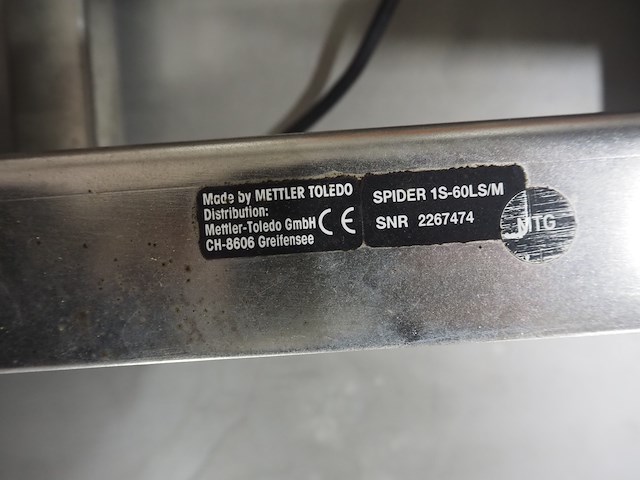 Made by METTLER TOLEDO
Distribution:
Mettler-Toledo GmbH
CH-8606 Greifensee
CE
SPIDER 1S-60LS/M
SNR 2267474
MTG